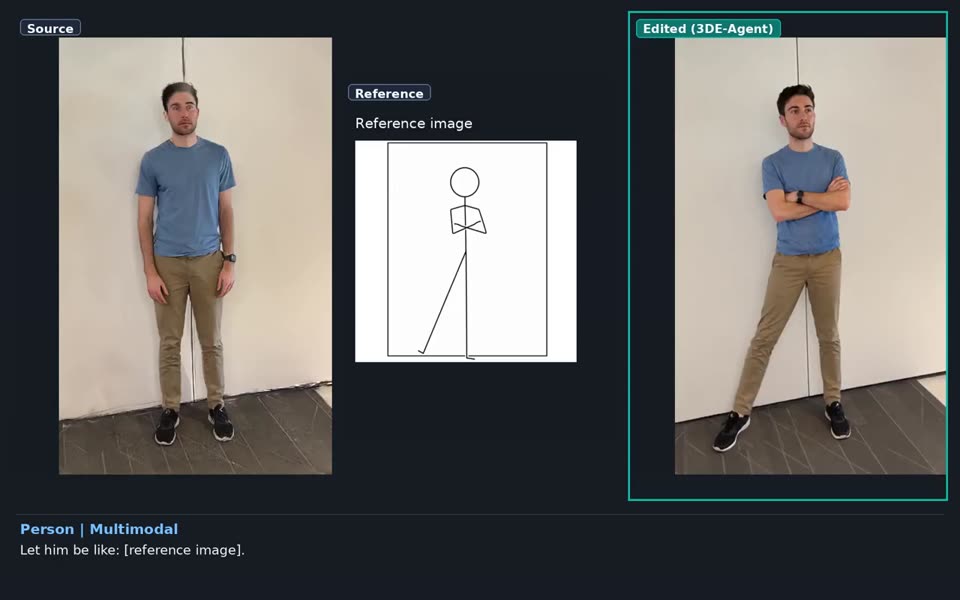 Source
Reference
Reference image
Edited (3DE-Agent)
Person | Multimodal
Let him be like: [reference image].